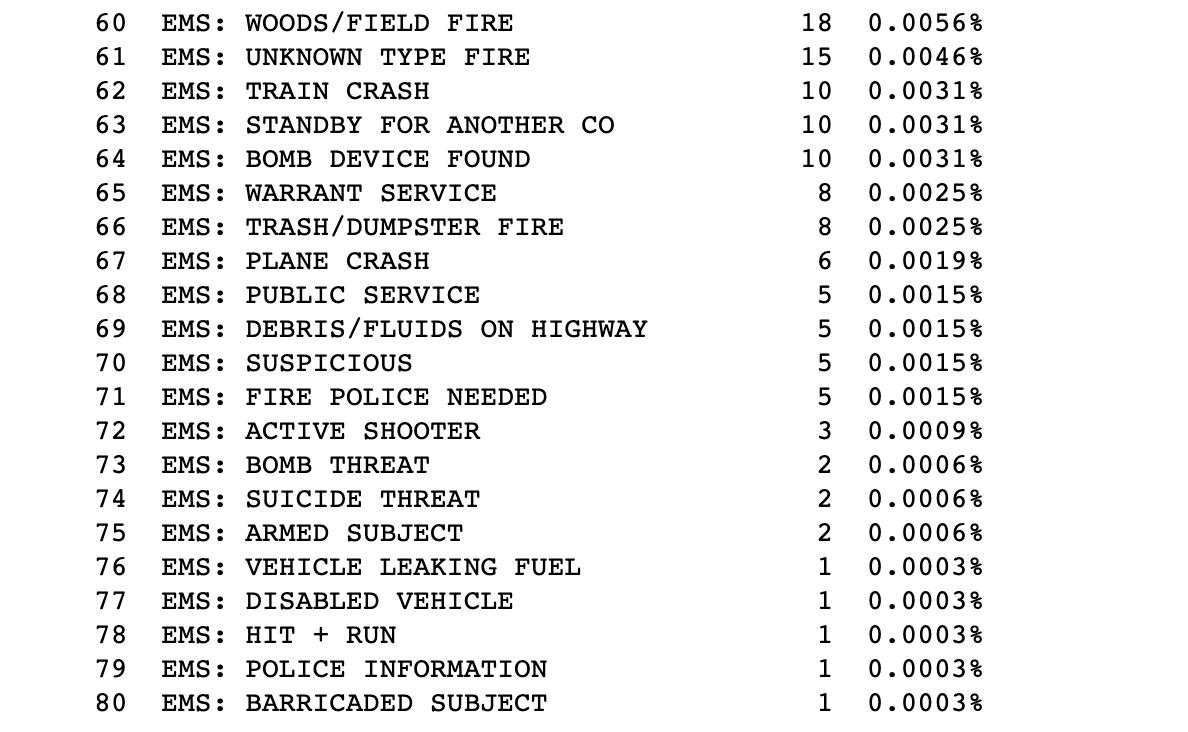 60 EMS: WOODS/FIELD FIRE 18 0.0056%
61 EMS: UNKNOWN TYPE FIRE 15 0.0046%
62 EMS: TRAIN CRASH 10 0.0031%
63 EMS: STANDBY FOR ANOTHER CO 10 0.0031%
64 EMS: BOMB DEVICE FOUND 10 0.0031%
65 EMS: WARRANT SERVICE 8 0.0025%
66 EMS: TRASH/DUMPSTER FIRE 8 0.0025%
67 EMS: PLANE CRASH 6 0.0019%
68 EMS: PUBLIC SERVICE 5 0.0015%
69 EMS: DEBRIS/FLUIDS ON HIGHWAY 5 0.0015%
70 EMS: SUSPICIOUS 5 0.0015%
71 EMS: FIRE POLICE NEEDED 5 0.0015%
72 EMS: ACTIVE SHOOTER 3 0.0009%
73 EMS: BOMB THREAT 2 0.0006%
74 EMS: SUICIDE THREAT 2 0.0006%
75 EMS: ARMED SUBJECT 2 0.0006%
76 EMS: VEHICLE LEAKING FUEL 1 0.0003%
77 EMS: DISABLED VEHICLE 1 0.0003%
78 EMS: HIT + RUN 1 0.0003%
79 EMS: POLICE INFORMATION 1 0.0003%
80 EMS: BARRICADED SUBJECT 1 0.0003%